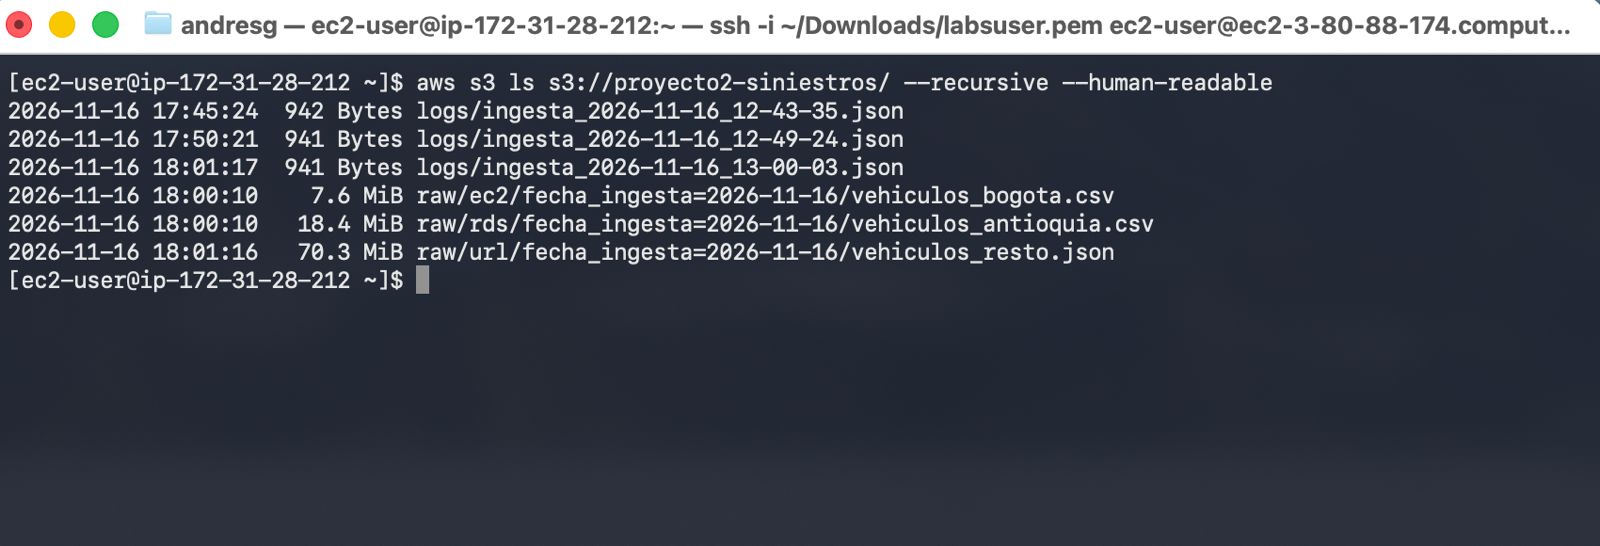 andresg — ec2-user@ip-172-31-28-212:~ — ssh -i ~/Downloads/labsuser.pem ec2-user@ec2-3-80-88-174.comput...
[ec2-user@ip-172-31-28-212 ~]$ aws s3 ls s3://proyecto2-siniestros/ --recursive --human-readable
2026-11-16 17:45:24  942 Bytes logs/ingesta_2026-11-16_12-43-35.json
2026-11-16 17:50:21  941 Bytes logs/ingesta_2026-11-16_12-49-24.json
2026-11-16 18:01:17  941 Bytes logs/ingesta_2026-11-16_13-00-03.json
2026-11-16 18:00:10    7.6 MiB raw/ec2/fecha_ingesta=2026-11-16/vehiculos_bogota.csv
2026-11-16 18:00:10   18.4 MiB raw/rds/fecha_ingesta=2026-11-16/vehiculos_antioquia.csv
2026-11-16 18:01:16   70.3 MiB raw/url/fecha_ingesta=2026-11-16/vehiculos_resto.json
[ec2-user@ip-172-31-28-212 ~]$